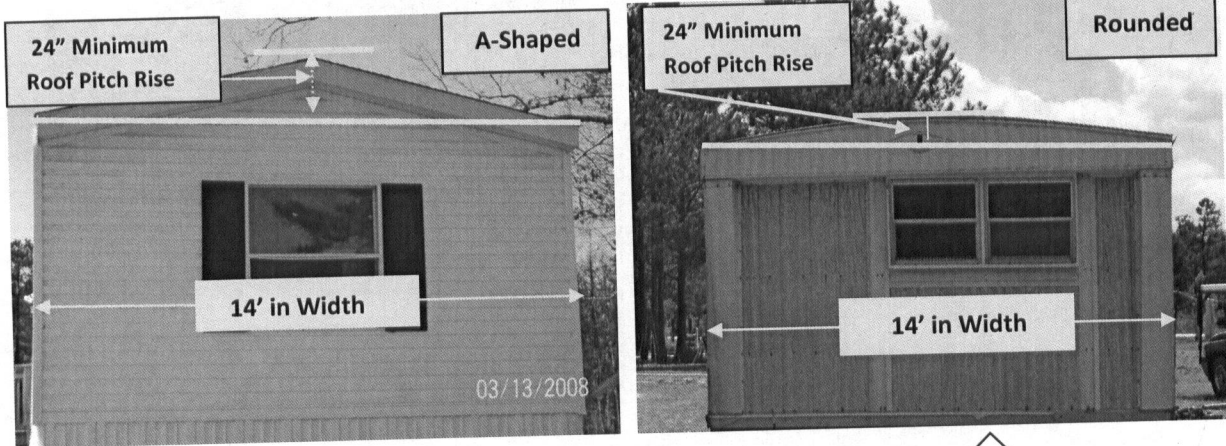 24” Minimum
Roof Pitch Rise
A-Shaped
14’ in Width
03/13/2008
24” Minimum
Roof Pitch Rise
Rounded
14’ in Width